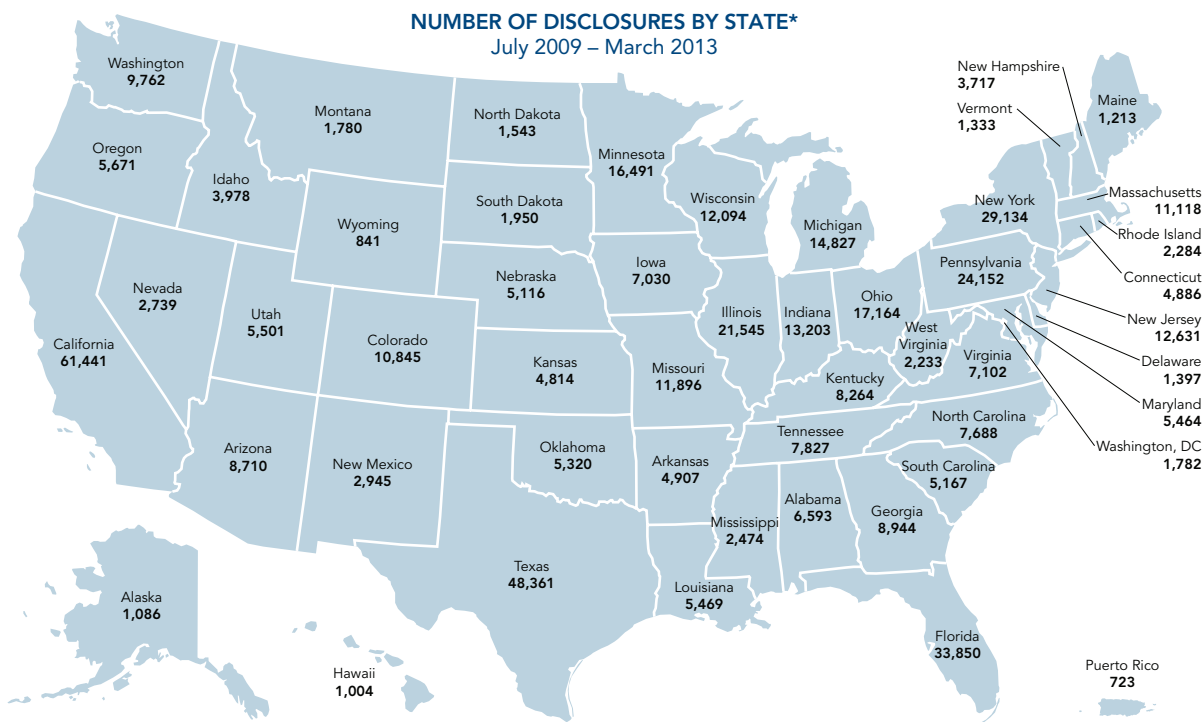 NUMBER OF DISCLOSURES BY STATE*
July 2009 – March 2013
Washington
9,762
Oregon
5,671
Idaho
3,978
Montana
1,780
North Dakota
1,543
Minnesota
16,491
Wisconsin
12,094
Michigan
14,827
New Hampshire
3,717
Vermont
1,333
Maine
1,213
New York
29,134
Massachusetts
11,118
Rhode Island
2,284
Connecticut
4,886
New Jersey
12,631
Delaware
1,397
Maryland
5,464
Washington, DC
1,782
Wyoming
841
South Dakota
1,950
Nebraska
5,116
Iowa
7,030
Illinois
21,545
Indiana
13,203
Ohio
17,164
Pennsylvania
24,152
West
Virginia
2,233
Virginia
7,102
Nevada
2,739
Utah
5,501
California
61,441
Colorado
10,845
Kansas
4,814
Missouri
11,896
Kentucky
8,264
North Carolina
7,688
Tennessee
7,827
South Carolina
5,167
Arizona
8,710
New Mexico
2,945
Oklahoma
5,320
Arkansas
4,907
Mississippi
2,474
Alabama
6,593
Georgia
8,944
Texas
48,361
Louisiana
5,469
Florida
33,850
Alaska
1,086
Hawaii
1,004
Puerto Rico
723